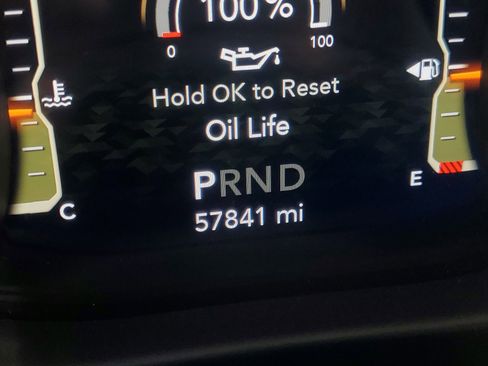 100%
0
100
Hold OK to Reset
Oil Life
PRND
C
E
57841 mi